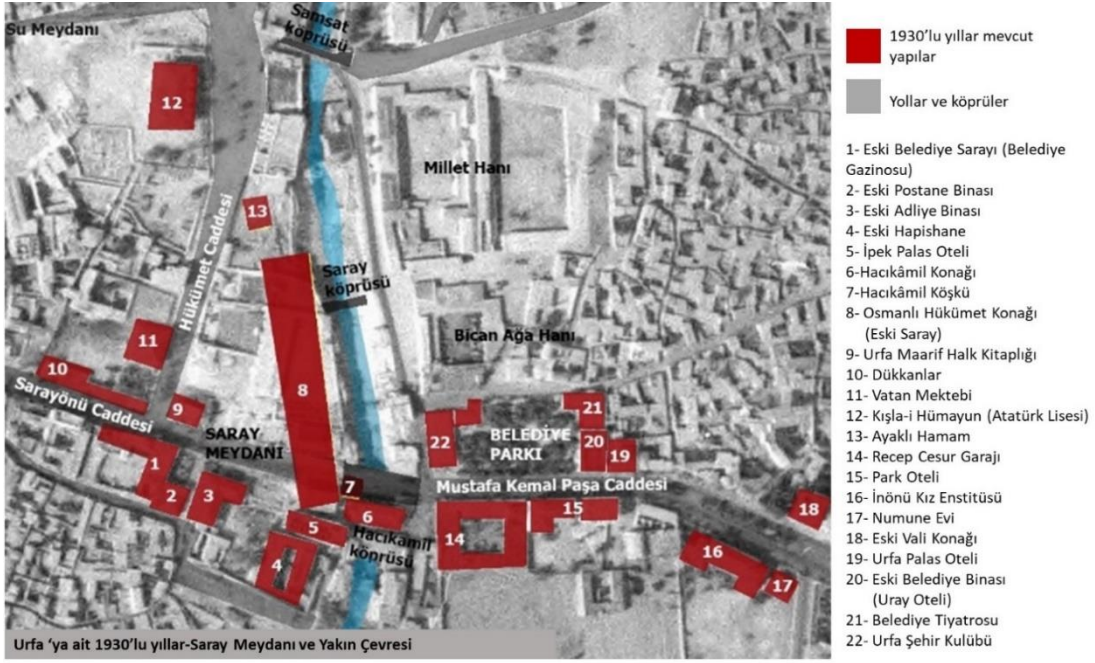 Su Meydanı
Samsat
köprüsü
12
Millet Hanı
13
Hükümet Caddesi
Saray
köprüsü
Bican Ağa Hanı
11
10
8
Sarayönü Caddesi
9
SARAY
MEYDANI
22
BELEDİYE
PARKI
21
20
19
1
2
3
7
Mustafa Kemal Paşa Caddesi
6
5
Hacıkamil
köprüsü
4
14
15
18
16
17
Urfa 'ya ait 1930'lu yıllar-Saray Meydanı ve Yakın Çevresi
1930'lu yıllar mevcut
yapılar
Yollar ve köprüler
1- Eski Belediye Sarayı (Belediye
Gazinosu)
2- Eski Postane Binası
3- Eski Adliye Binası
4- Eski Hapishane
5- İpek Palas Oteli
6-Hacıkâmil Konağı
7-Hacıkâmil Köşkü
8- Osmanlı Hükümet Konağı
(Eski Saray)
9- Urfa Maarif Halk Kitaplığı
10- Dükkanlar
11- Vatan Mektebi
12- Kışla-i Hümayun (Atatürk Lisesi)
13- Ayaklı Hamam
14- Recep Cesur Garajı
15- Park Oteli
16- İnönü Kız Enstitüsü
17- Numune Evi
18- Eski Vali Konağı
19- Urfa Palas Oteli
20- Eski Belediye Binası
(Uray Oteli)
21- Belediye Tiyatrosu
22- Urfa Şehir Kulübü